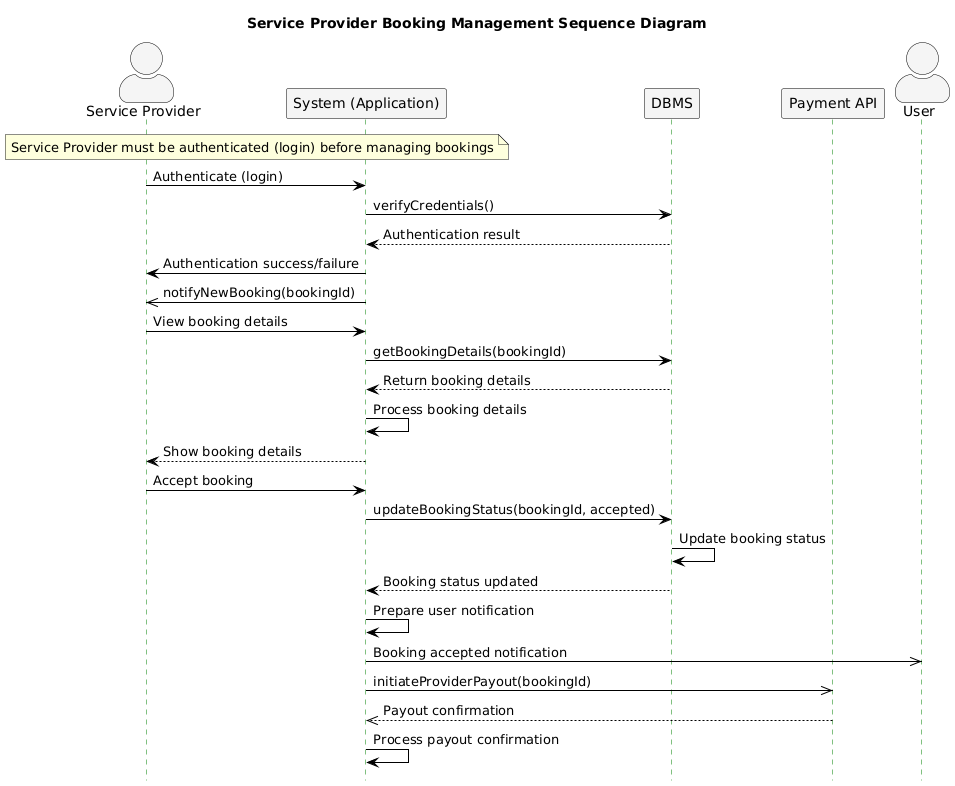 Service Provider Booking Management Sequence Diagram
Service Provider
System (Application)
DBMS
Payment API
User
Service Provider must be authenticated (login) before managing bookings
Authenticate (login)
verifyCredentials()
Authentication result
Authentication success/failure
notifyNewBooking(bookingId)
View booking details
getBookingDetails(bookingId)
Return booking details
Process booking details
Show booking details
Accept booking
updateBookingStatus(bookingId, accepted)
Update booking status
Booking status updated
Prepare user notification
Booking accepted notification
initiateProviderPayout(bookingId)
Payout confirmation
Process payout confirmation